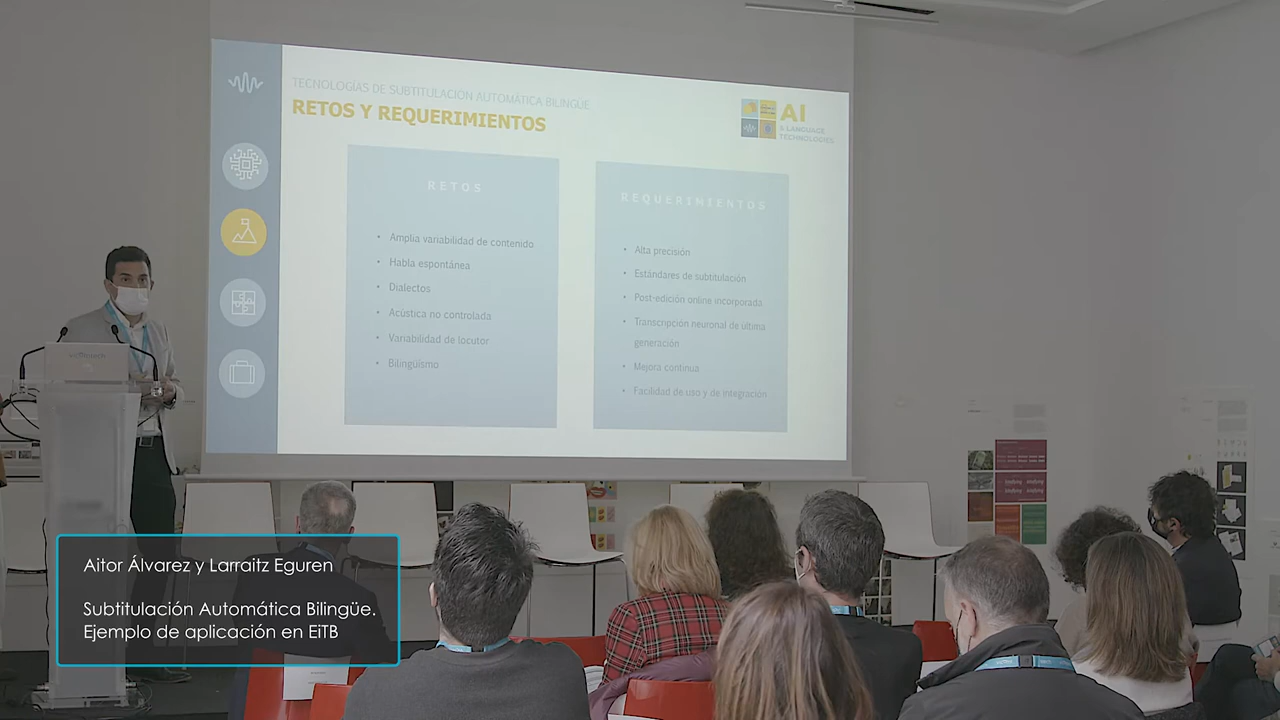 TECNOLOGÍAS DE SUBTITULACIÓN AUTOMÁTICA BILINGÜE
RETOS Y REQUERIMIENTOS
AI
& LANGUAGE
TECHNOLOGIES
RETOS
• Amplia variabilidad de contenido
• Habla espontánea
• Dialectos
• Acústica no controlada
• Variabilidad de locutor
• Bilingüismo
REQUERIMIENTOS
• Alta precisión
• Estándares de subtitulación
• Post-edición online incorporada
• Transcripción neuronal de última
generación
• Mejora continua
• Facilidad de uso y de integración
Aitor Álvarez y Larraitz Eguren
Subtitulación Automática Bilingüe.
Ejemplo de aplicación en EiTB